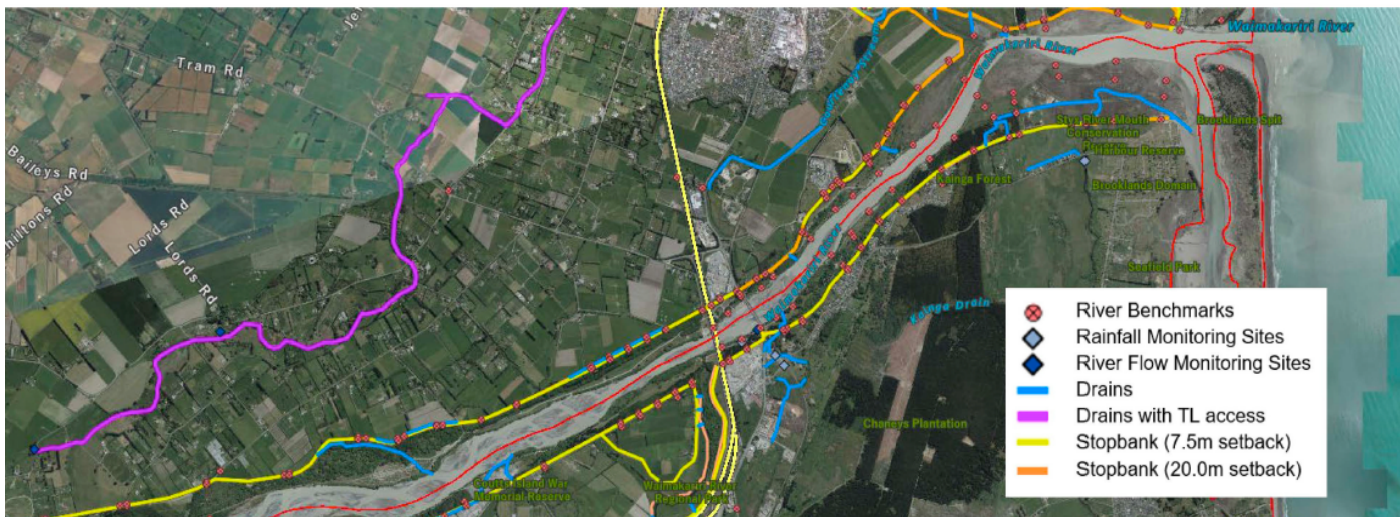 Waimakariri River
Waimakariri River
Tram Rd
Baileys Rd
Lords Rd
Lords Rd
Styx River Mouth
Conservation
Brooklands Spit
Harbour Reserve
Kainga Forest
Brooklands Domain
Seafield Park
Kainga Drain
Chaneys Plantation
Coutts Island War
Memorial Reserve
Waimakariri River
Regional Park
River Benchmarks
Rainfall Monitoring Sites
River Flow Monitoring Sites
Drains
Drains with TL access
Stopbank (7.5m setback)
Stopbank (20.0m setback)